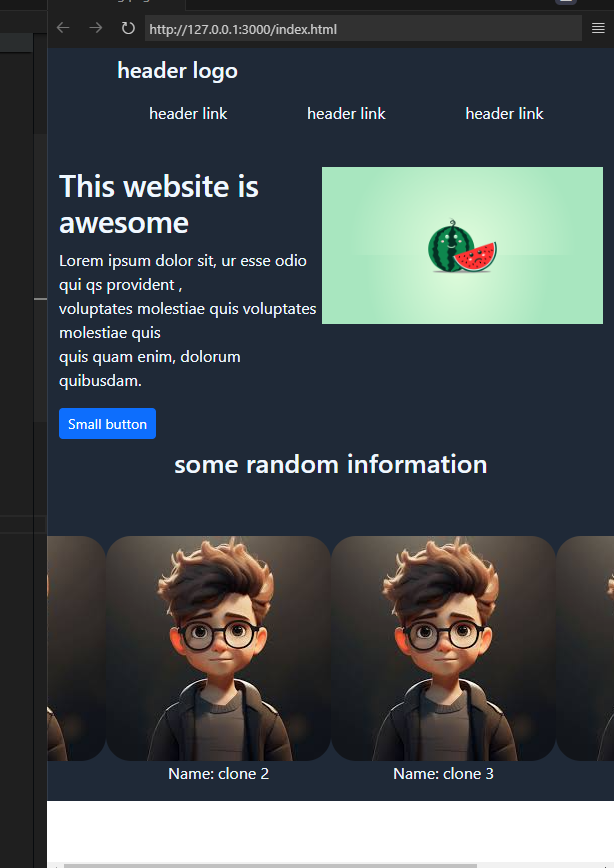 http://127.0.0.1:3000/index.html
header logo
header link header link header link
This website is
awesome
Lorem ipsum dolor sit, ur esse odio
qui qs provident ,
voluptates molestiae quis voluptates
molestiae quis
quis quam enim, dolorum
quibusdam.
Small button
some random information
Name: clone 2 Name: clone 3